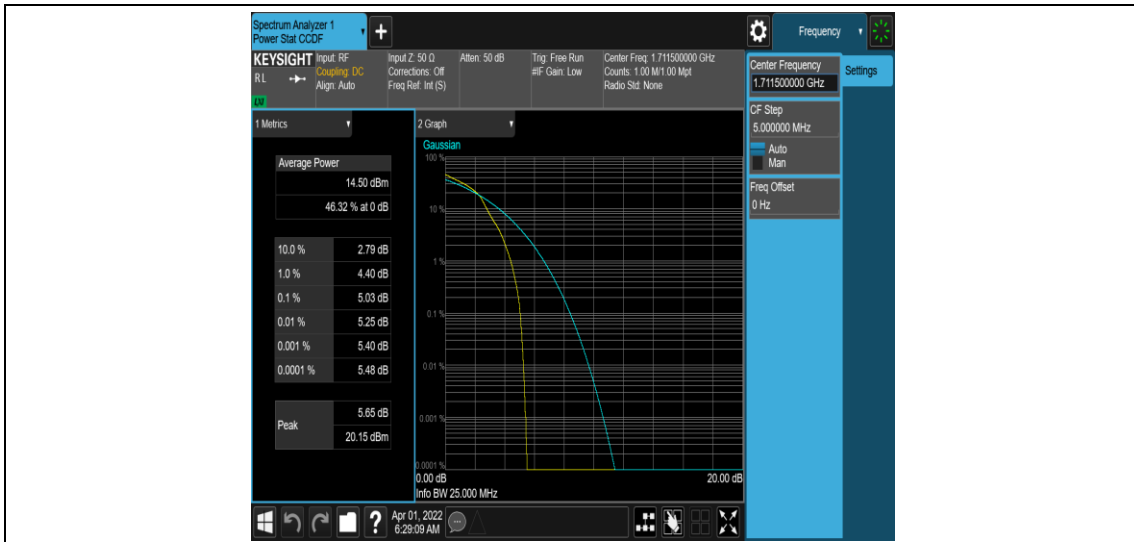 Spectrum Analyzer 1
Power Stat CCDF
+
Frequency
KEYSIGHT
RL
LXI
Input: RF
Coupling: DC
Align: Auto
Input Z: 50 Ω
Corrections: Off
Freq Ref: Int (S)
Atten: 50 dB
Trig: Free Run
#IF Gain: Low
Center Freq: 1.711500000 GHz
Counts: 1.00 M/1.00 Mpt
Radio Std: None
Center Frequency
1.711500000 GHz
Settings
CF Step
5.000000 MHz
Auto
Man
Freq Offset
0 Hz
1 Metrics
Average Power
14.50 dBm
46.32 % at 0 dB
10.0 % 2.79 dB
1.0 % 4.40 dB
0.1 % 5.03 dB
0.01 % 5.25 dB
0.001 % 5.40 dB
0.0001 % 5.48 dB
Peak
5.65 dB
20.15 dBm
2 Graph
Gaussian
100 %
10 %
1 %
0.1 %
0.01 %
0.001 %
0.0001 %
0.00 dB 20.00 dB
Info BW 25.000 MHz
?
Apr 01, 2022
6:29:09 AM